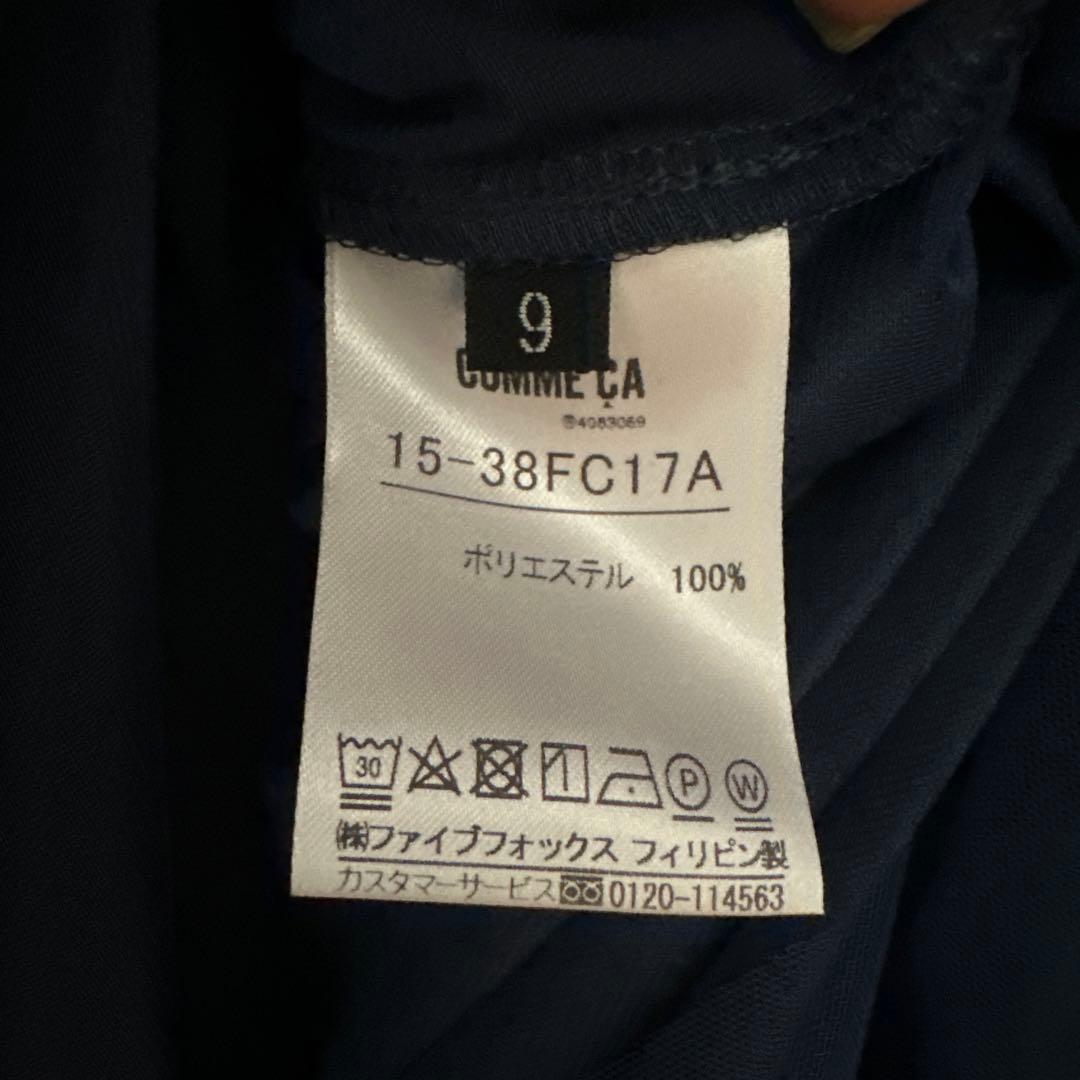 9
COMME ÇA
15-38FC17A
ポリエステル 100%
30 P W
㈱ファイブフォックス フィリピン製
カスタマーサービス 0120-114563